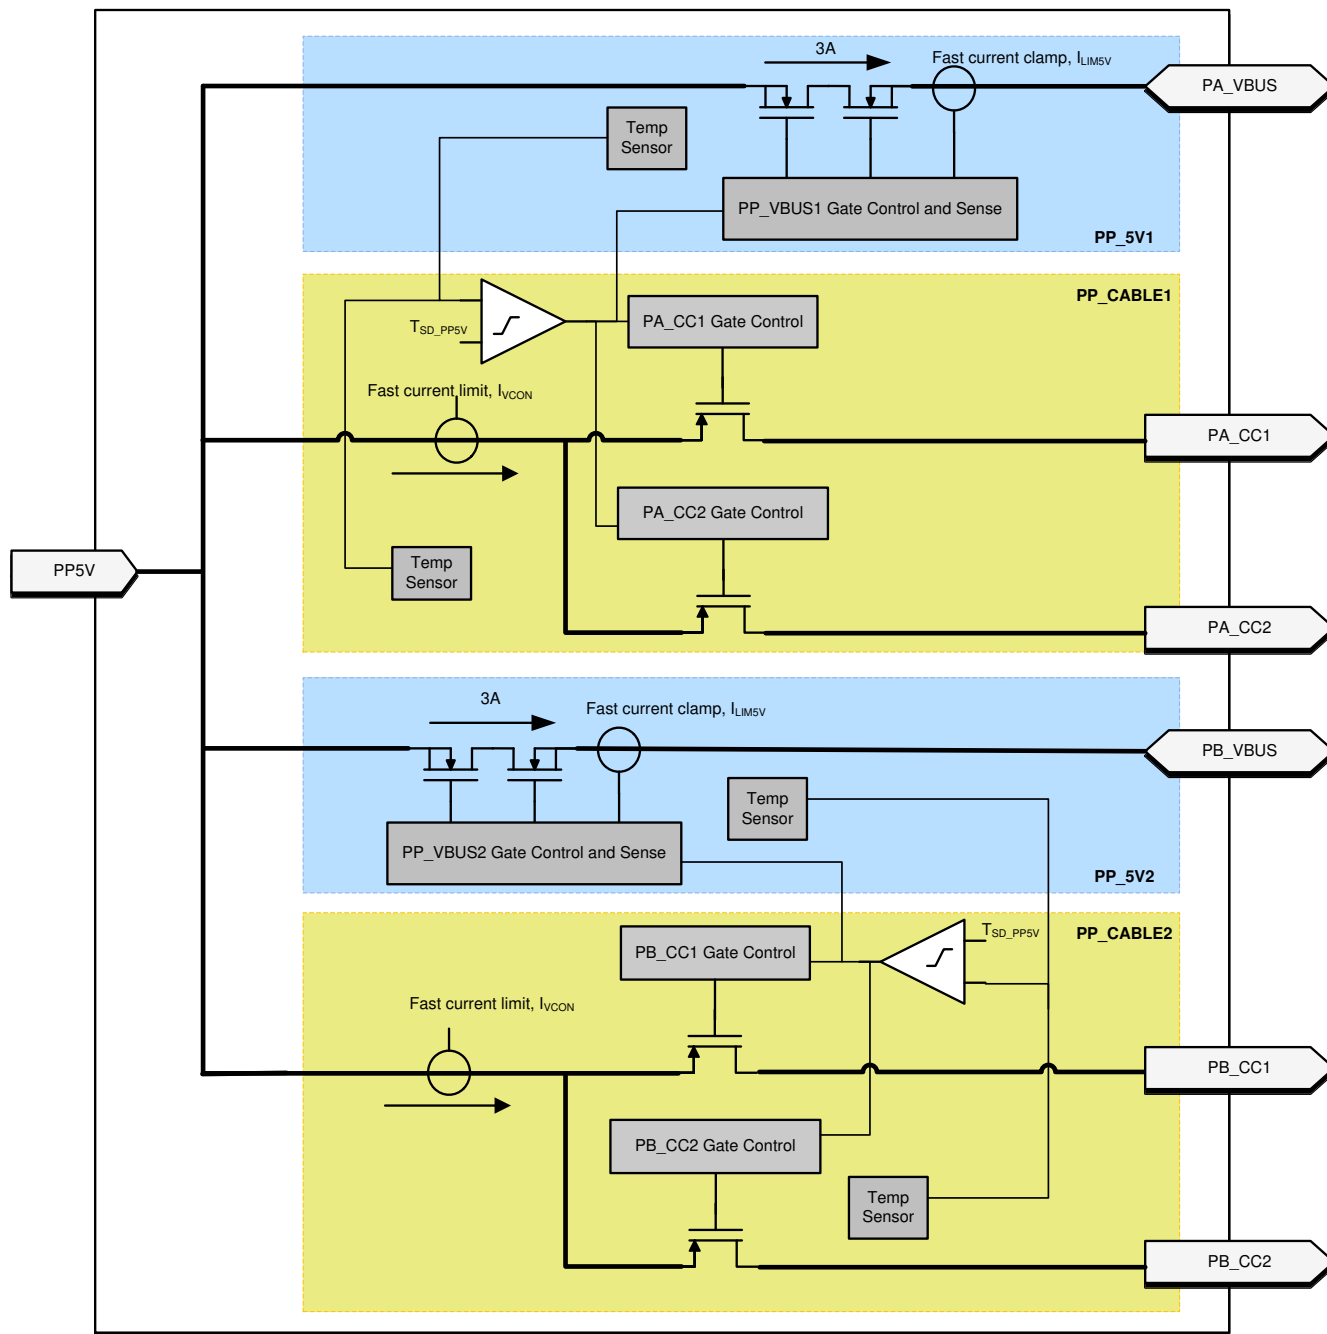 3A
Fast current clamp, ILIM5V
PA_VBUS
Temp
Sensor
PP_VBUS1 Gate Control and Sense
PP_5V1
PP_CABLE1
PA_CC1 Gate Control
TSD_PP5V
Fast current limit, IVCON
PA_CC1
PA_CC2 Gate Control
PP5V
Temp
Sensor
PA_CC2
3A
Fast current clamp, ILIM5V
PB_VBUS
Temp
Sensor
PP_VBUS2 Gate Control and Sense
PP_5V2
PP_CABLE2
TSD_PP5V
PB_CC1 Gate Control
Fast current limit, IVCON
PB_CC1
PB_CC2 Gate Control
Temp
Sensor
PB_CC2